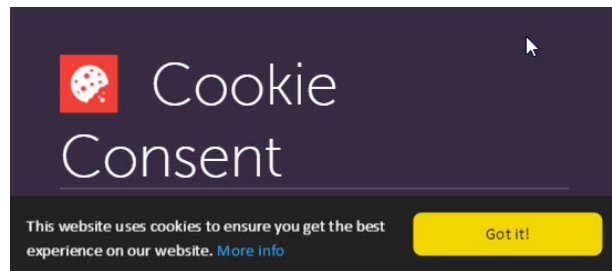 Cookie
Consent
This website uses cookies to ensure you get the best
experience on our website. More info
Got it!